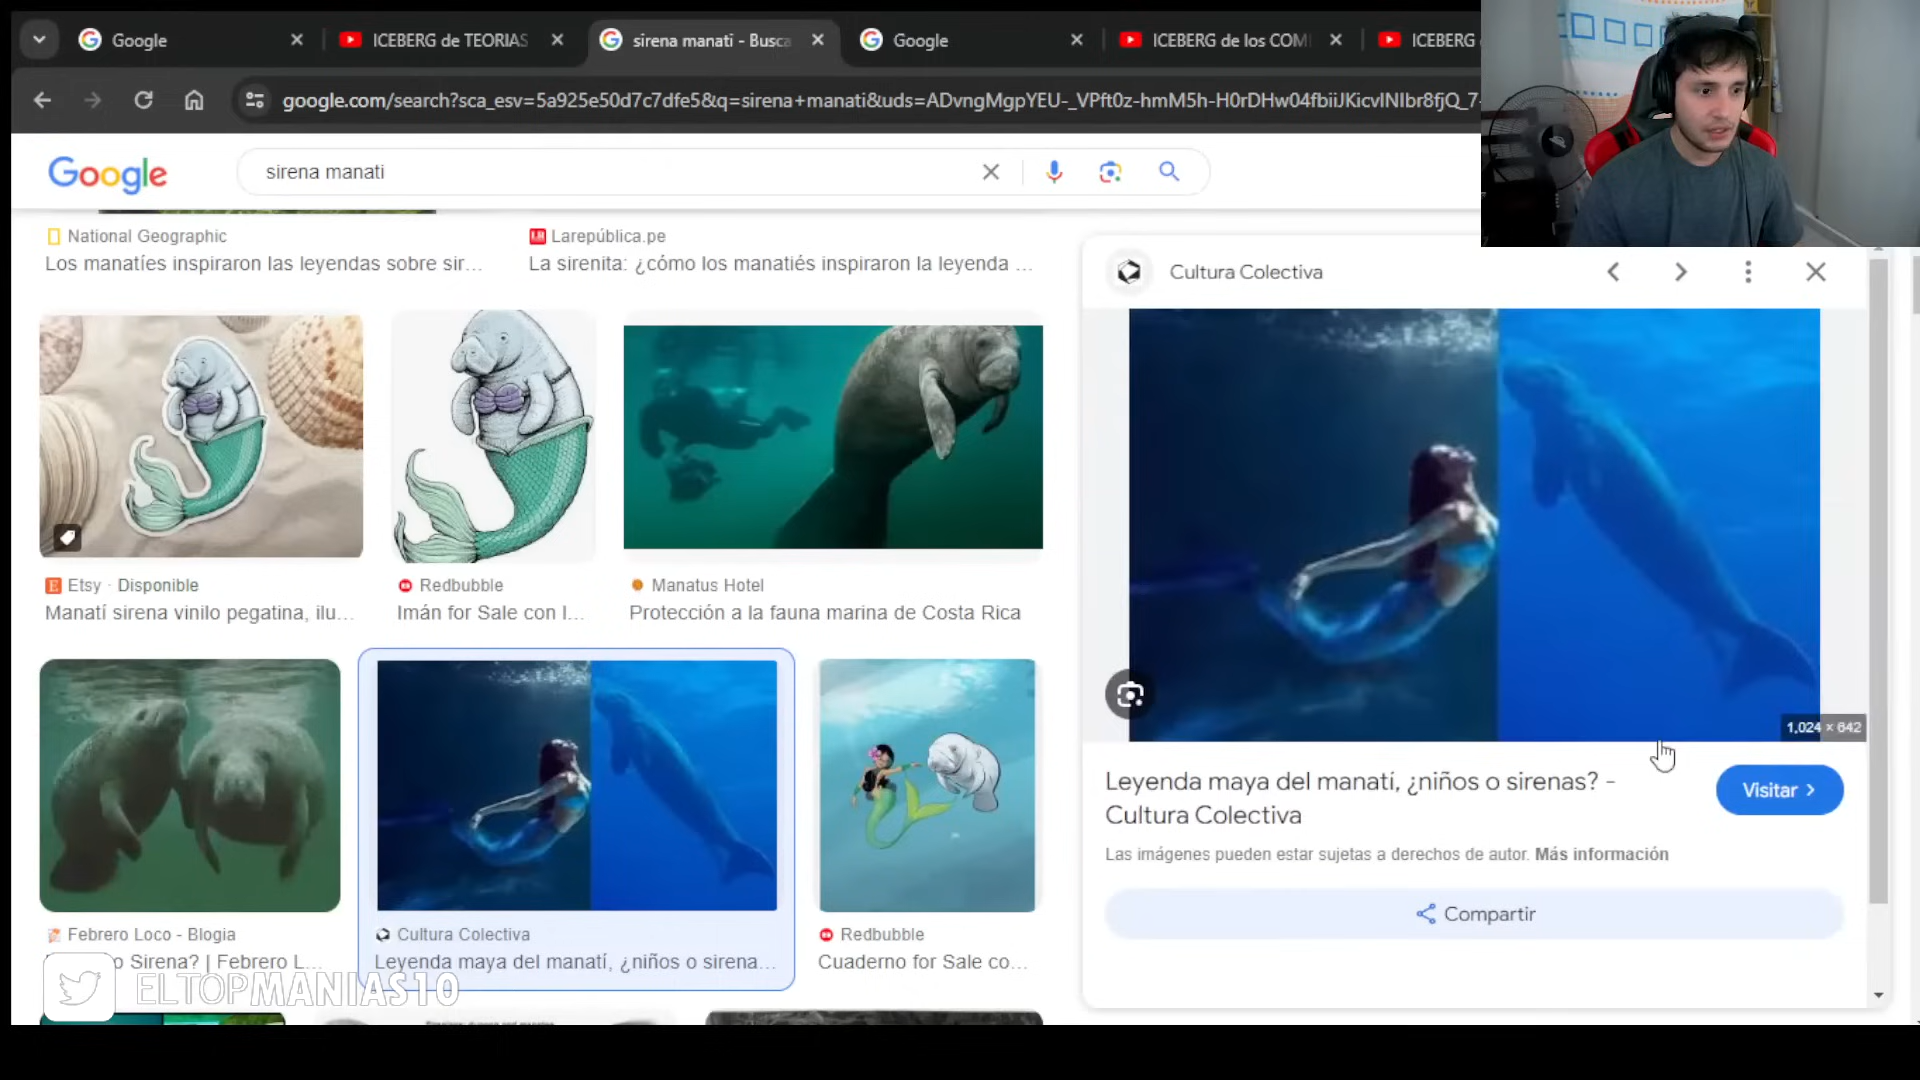 Google
ICEBERG de TEORIAS
sirena manati - Busca
Google
ICEBERG de los COM
ICEBERG
google.com/search?sca_esv=5a925e50d7c7dfe5&q=sirena+manati&uds=ADvngMgpYEU-_VPft0z-hmM5h-H0rDHw04fbiiJKicvlNlbr8fjQ_7-
Google
sirena manati
National Geographic
Los manatíes inspiraron las leyendas sobre sir...
Larepública.pe
La sirenita: ¿cómo los manatiés inspiraron la leyenda ...
Cultura Colectiva
Etsy · Disponible
Manatí sirena vinilo pegatina, ilu...
Redbubble
Imán for Sale con l...
Manatus Hotel
Protección a la fauna marina de Costa Rica
1,024 × 642
Leyenda maya del manatí, ¿niños o sirenas? -
Cultura Colectiva
Visitar
Las imágenes pueden estar sujetas a derechos de autor. Más información
Compartir
Febrero Loco - Blogia
o Sirena? | Febrero L...
Cultura Colectiva
Leyenda maya del manatí, ¿niños o sirena...
Redbubble
Cuaderno for Sale co...
ELTOPMANIAS10